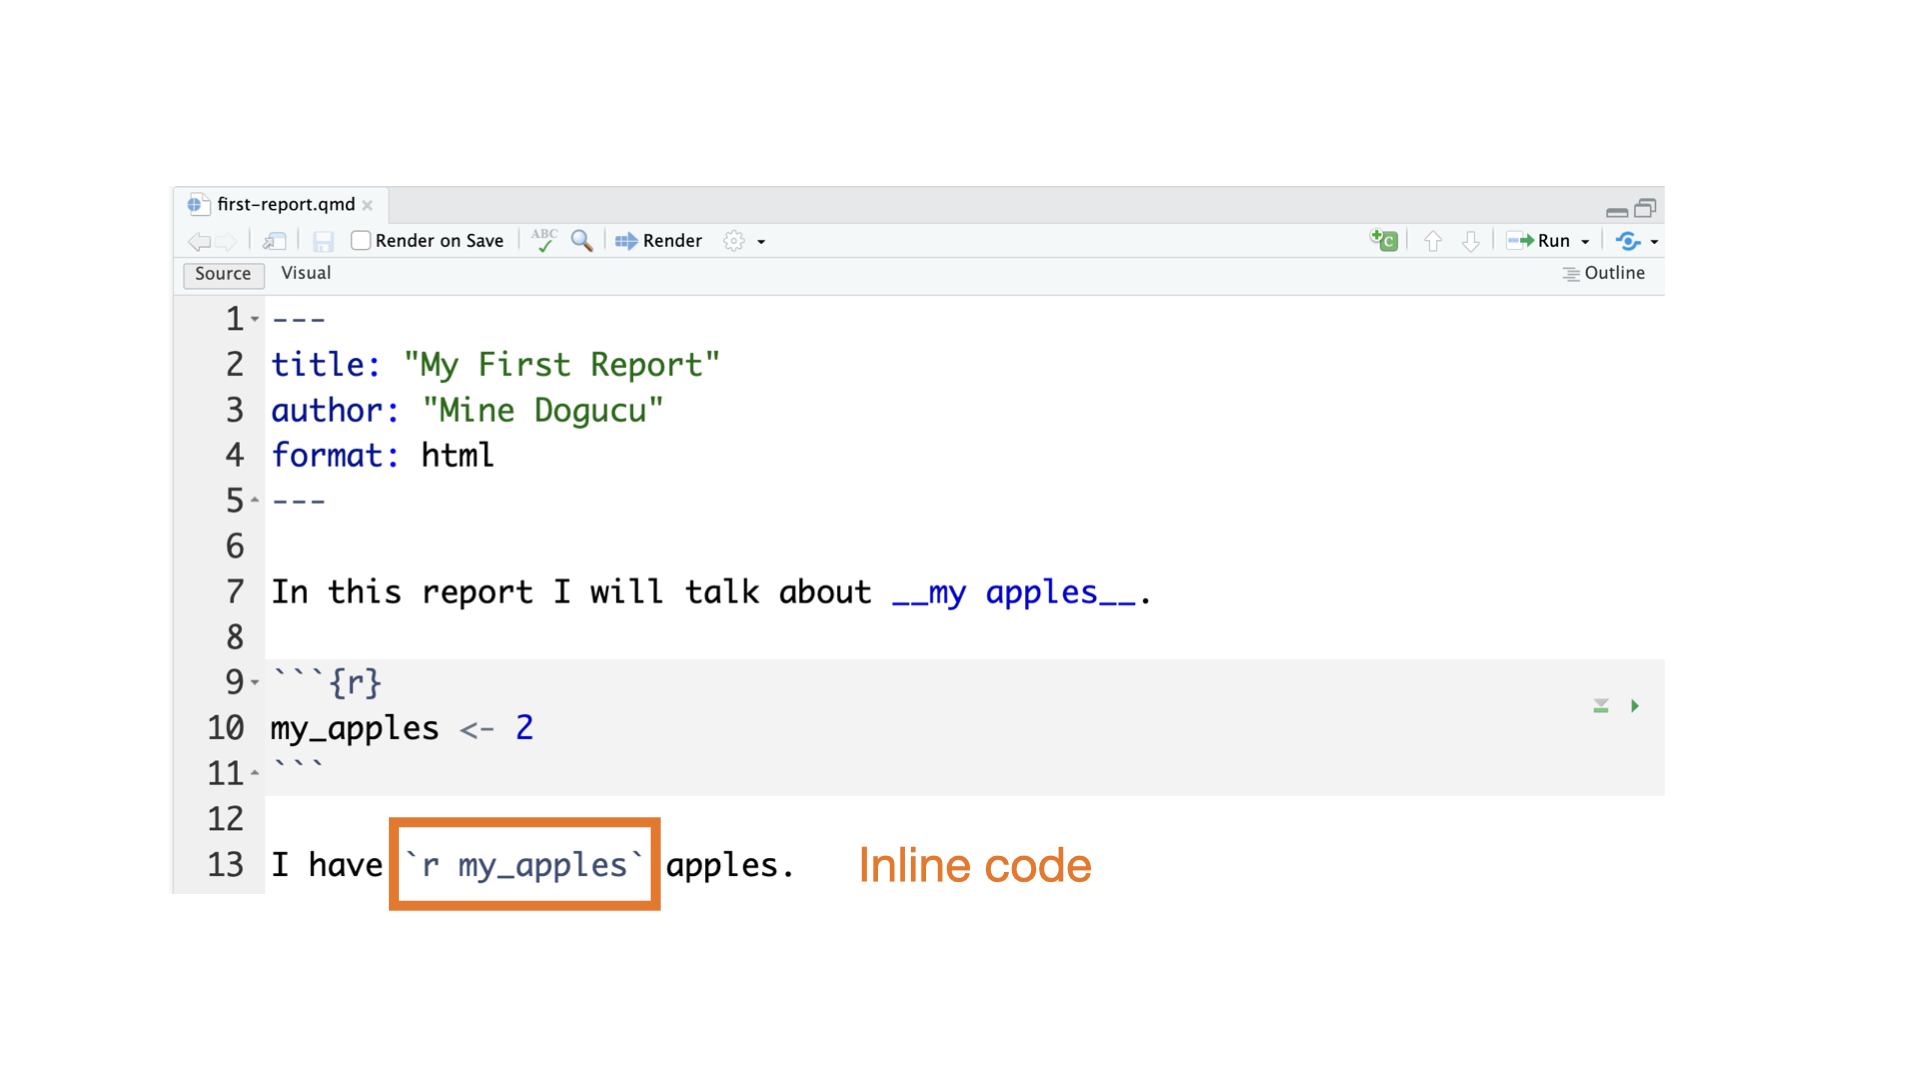 first-report.qmd
Render on Save ABC Render Run
Source Visual Outline
1 ---
2 title: "My First Report"
3 author: "Mine Dogucu"
4 format: html
5 ---
6
7 In this report I will talk about __my apples__.
8
9 ```{r}
10 my_apples <- 2
11 ```
12
13 I have `r my_apples` apples. Inline code